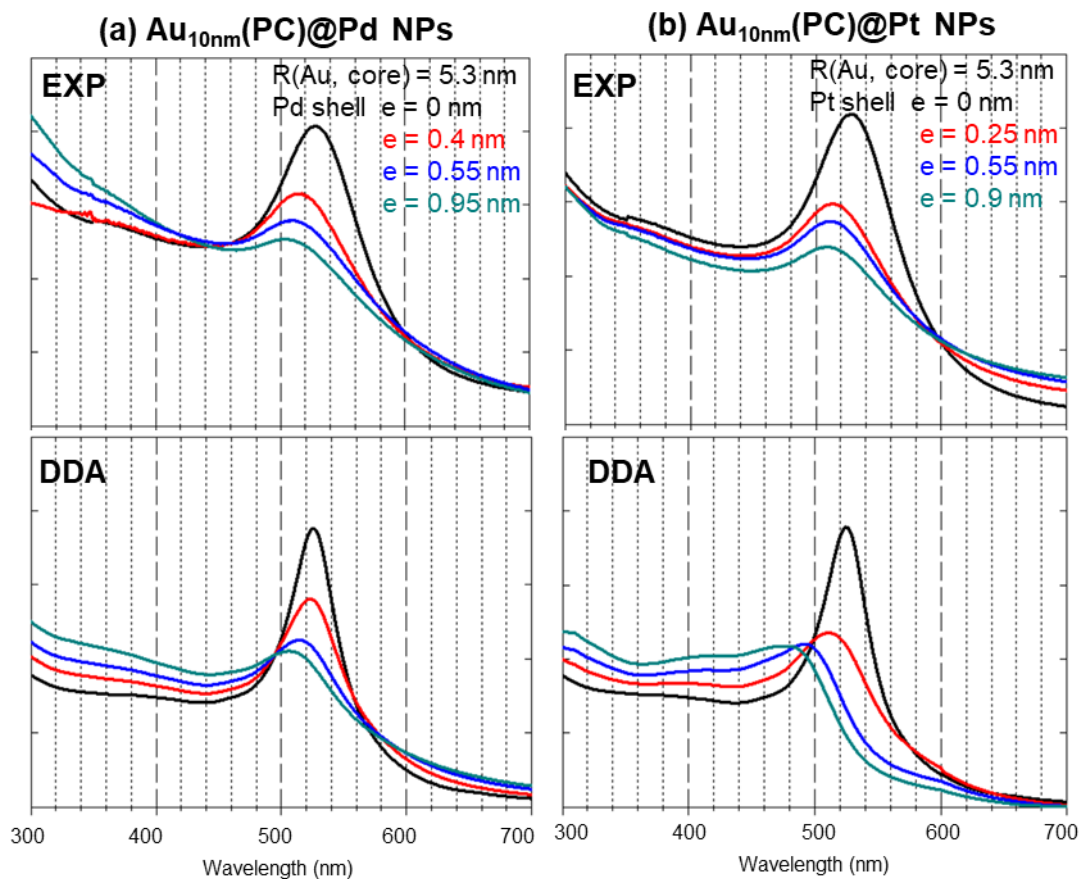 (a) Au10nm(PC)@Pd NPs
EXP
R(Au, core) = 5.3 nm
Pd shell e = 0 nm
e = 0.4 nm
e = 0.55 nm
e = 0.95 nm
DDA
300 400 500 600 700
Wavelength (nm)
(b) Au10nm(PC)@Pt NPs
EXP
R(Au, core) = 5.3 nm
Pt shell e = 0 nm
e = 0.25 nm
e = 0.55 nm
e = 0.9 nm
DDA
300 400 500 600 700
Wavelength (nm)